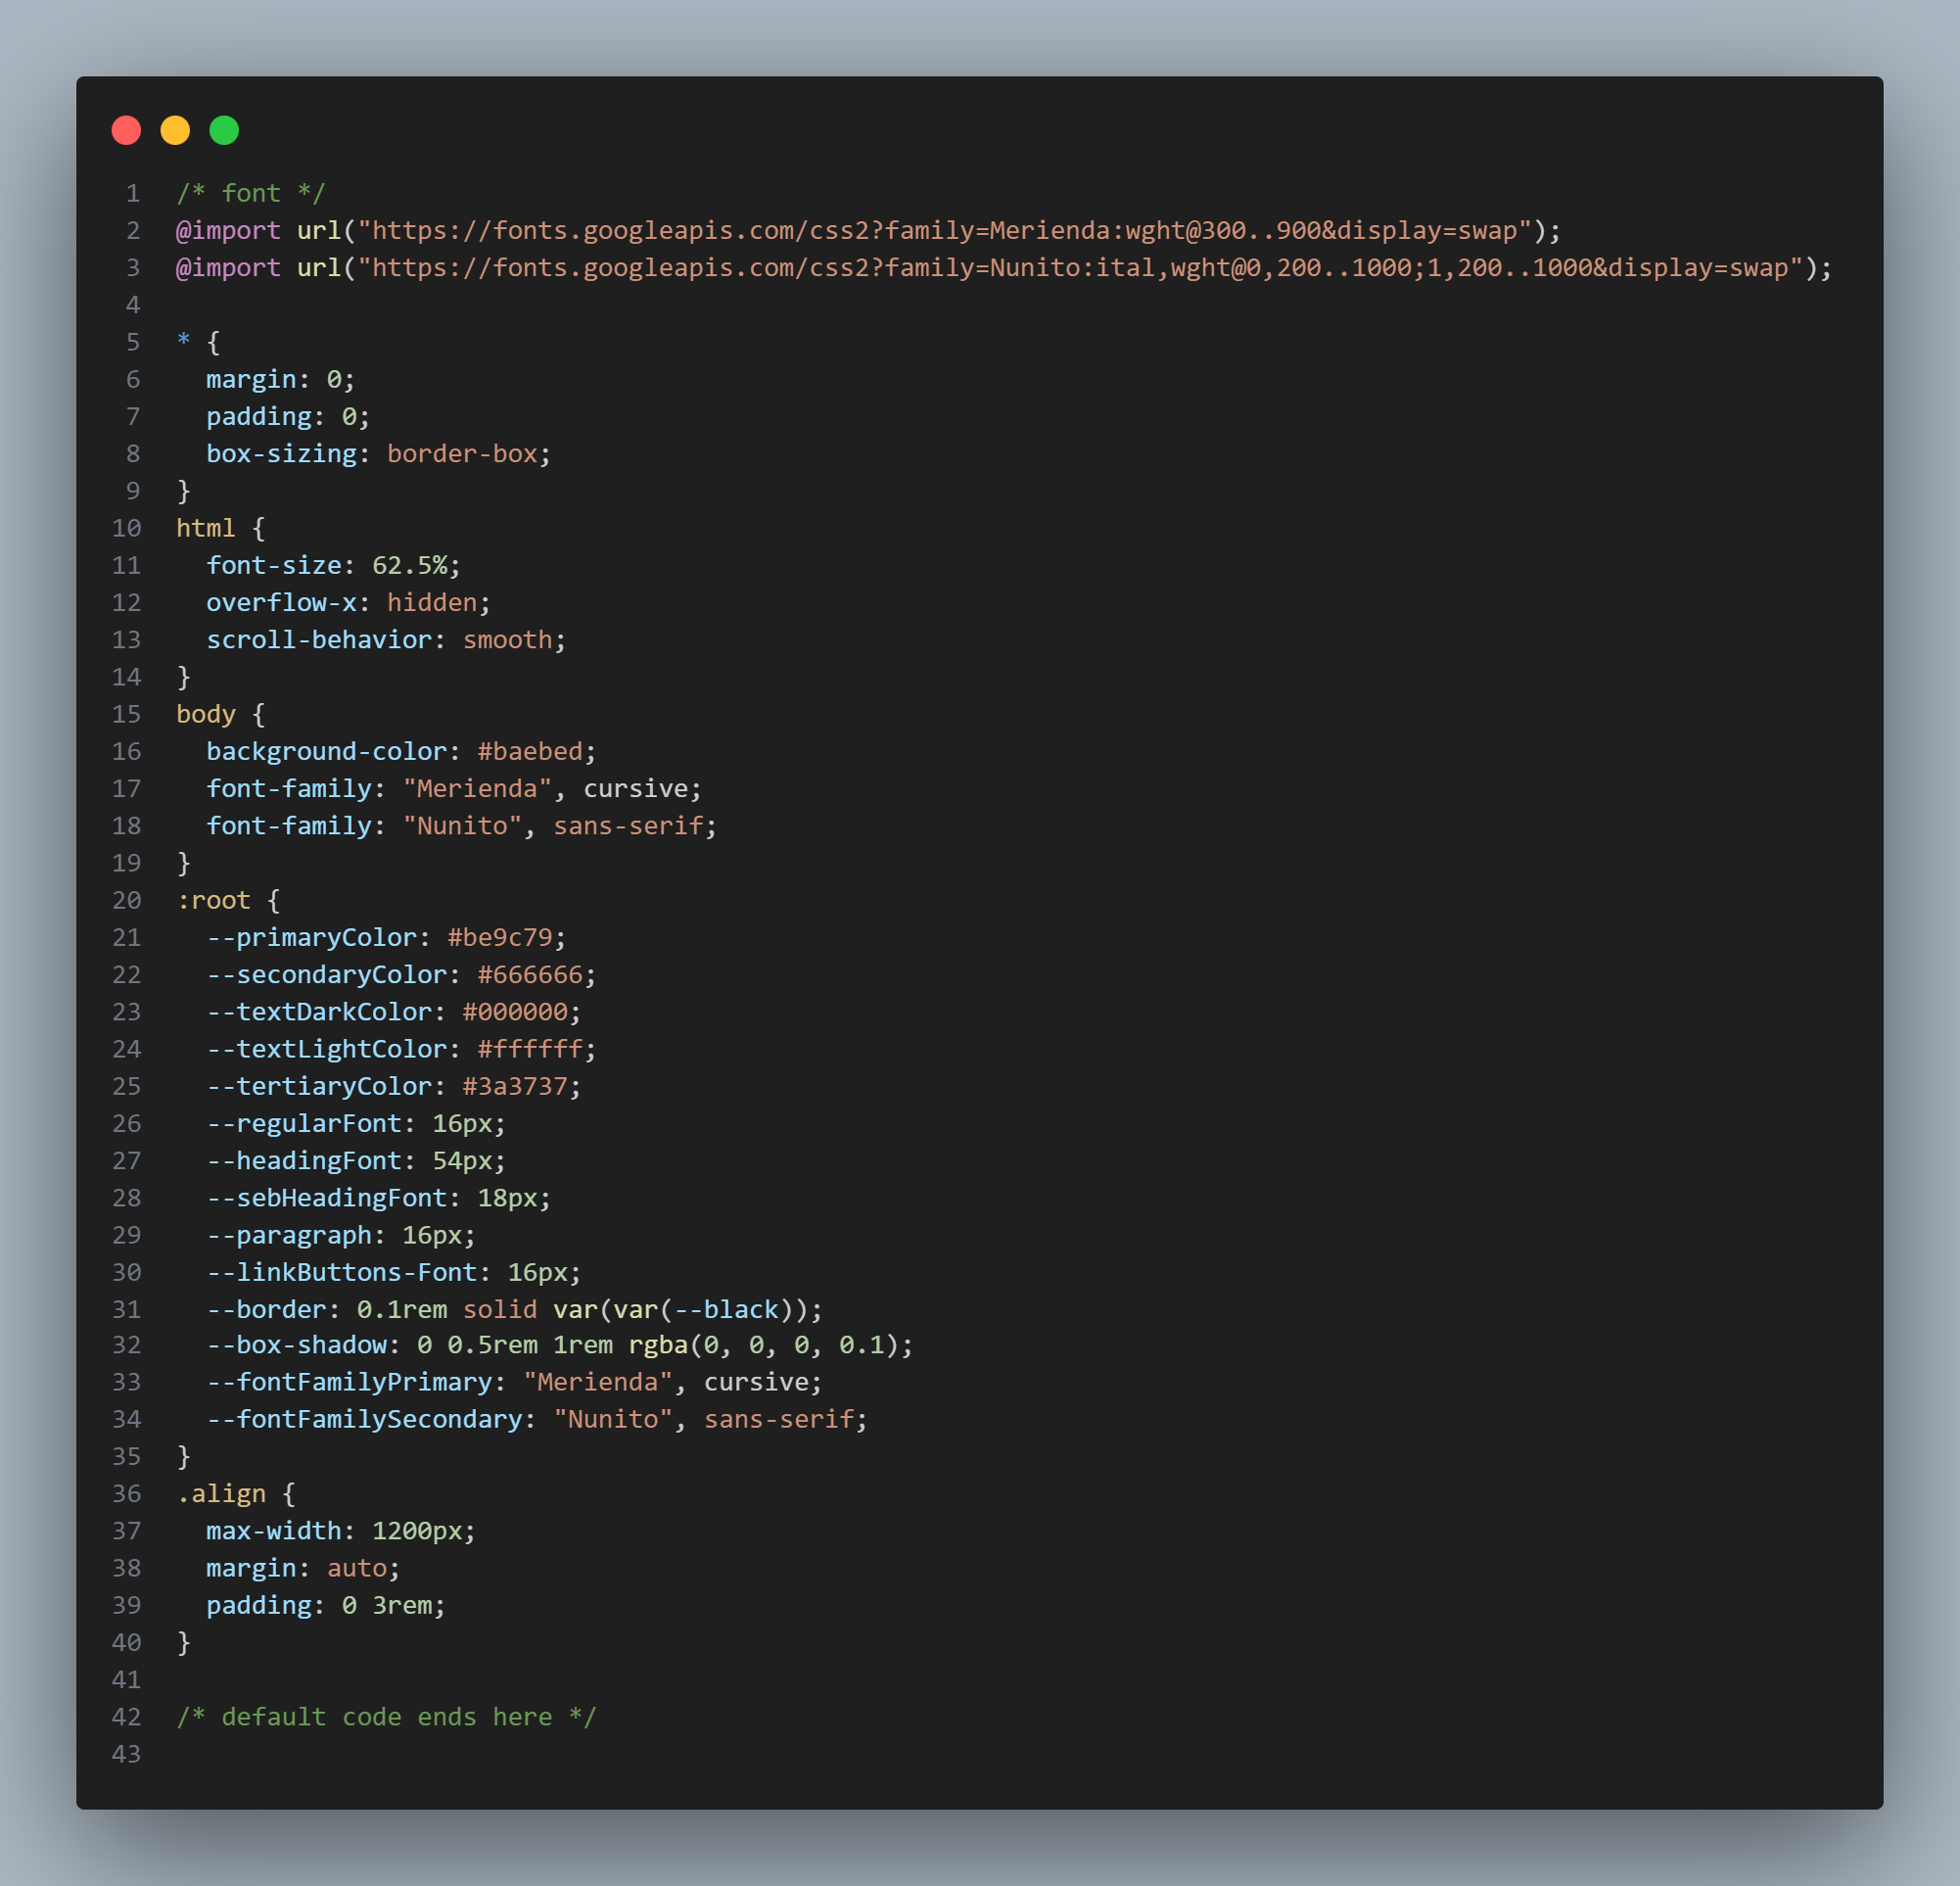 1 /* font */
2 @import url("https://fonts.googleapis.com/css2?family=Merienda:wght@300..900&display=swap");
3 @import url("https://fonts.googleapis.com/css2?family=Nunito:ital,wght@0,200..1000;1,200..1000&display=swap");
4
5 * {
6   margin: 0;
7   padding: 0;
8   box-sizing: border-box;
9 }
10 html {
11   font-size: 62.5%;
12   overflow-x: hidden;
13   scroll-behavior: smooth;
14 }
15 body {
16   background-color: #baebed;
17   font-family: "Merienda", cursive;
18   font-family: "Nunito", sans-serif;
19 }
20 :root {
21   --primaryColor: #be9c79;
22   --secondaryColor: #666666;
23   --textDarkColor: #000000;
24   --textLightColor: #ffffff;
25   --tertiaryColor: #3a3737;
26   --regularFont: 16px;
27   --headingFont: 54px;
28   --sebHeadingFont: 18px;
29   --paragraph: 16px;
30   --linkButtons-Font: 16px;
31   --border: 0.1rem solid var(var(--black));
32   --box-shadow: 0 0.5rem 1rem rgba(0, 0, 0, 0.1);
33   --fontFamilyPrimary: "Merienda", cursive;
34   --fontFamilySecondary: "Nunito", sans-serif;
35 }
36 .align {
37   max-width: 1200px;
38   margin: auto;
39   padding: 0 3rem;
40 }
41
42 /* default code ends here */
43